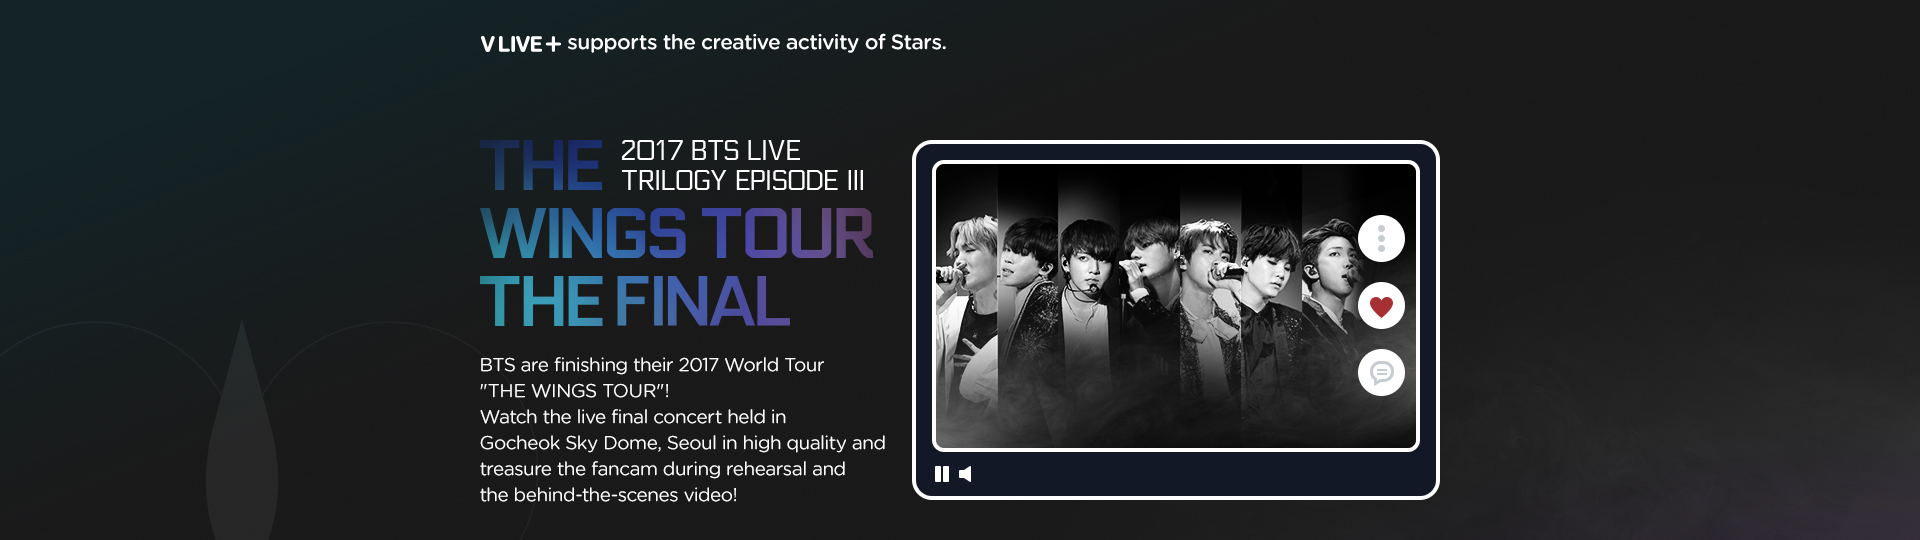 V LIVE+ supports the creative activity of Stars.
THE
2017 BTS LIVE
TRILOGY EPISODE III
WINGS TOUR
THE FINAL
BTS are finishing their 2017 World Tour
"THE WINGS TOUR"!
Watch the live final concert held in
Gocheok Sky Dome, Seoul in high quality and
treasure the fancam during rehearsal and
the behind-the-scenes video!